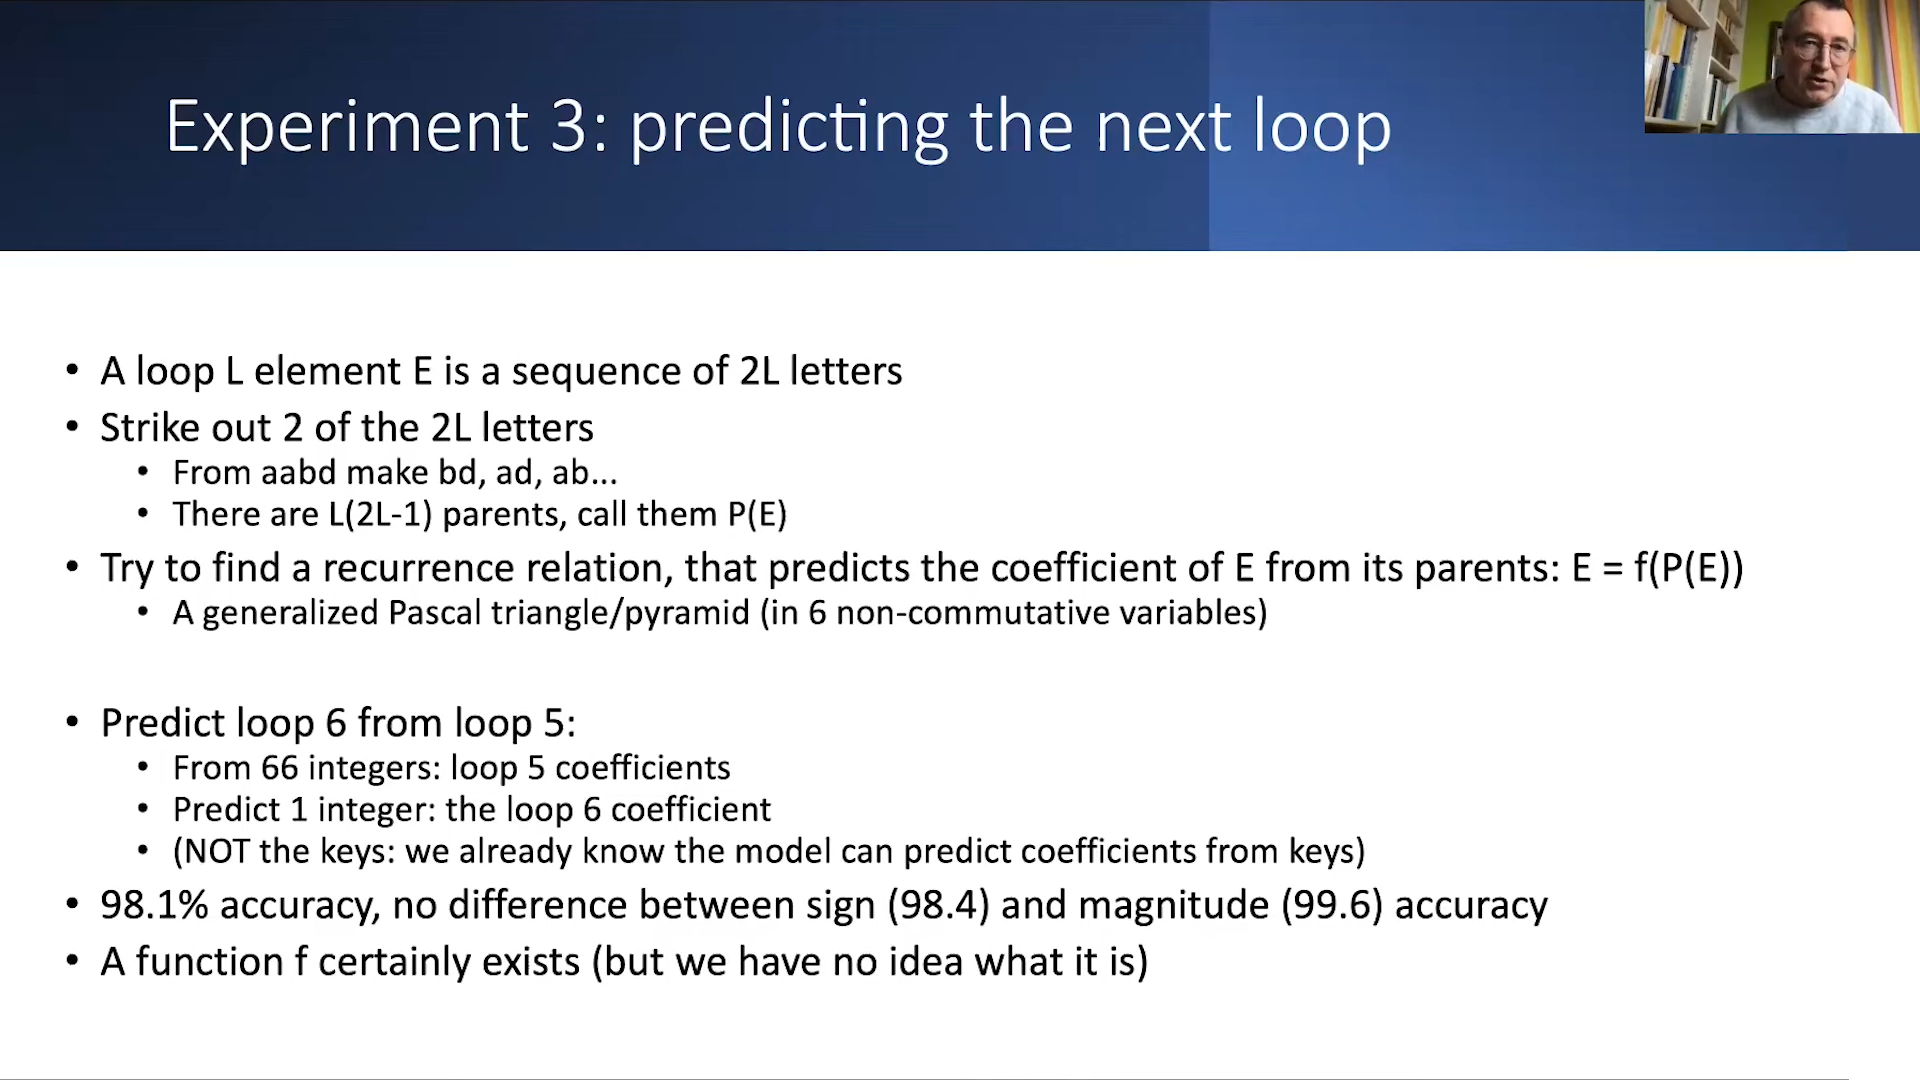 Experiment 3: predicting the next loop
• A loop L element E is a sequence of 2L letters
• Strike out 2 of the 2L letters
• From aabd make bd, ad, ab...
• There are L(2L-1) parents, call them P(E)
• Try to find a recurrence relation, that predicts the coefficient of E from its parents: E = f(P(E))
• A generalized Pascal triangle/pyramid (in 6 non-commutative variables)
• Predict loop 6 from loop 5:
• From 66 integers: loop 5 coefficients
• Predict 1 integer: the loop 6 coefficient
• (NOT the keys: we already know the model can predict coefficients from keys)
• 98.1% accuracy, no difference between sign (98.4) and magnitude (99.6) accuracy
• A function f certainly exists (but we have no idea what it is)